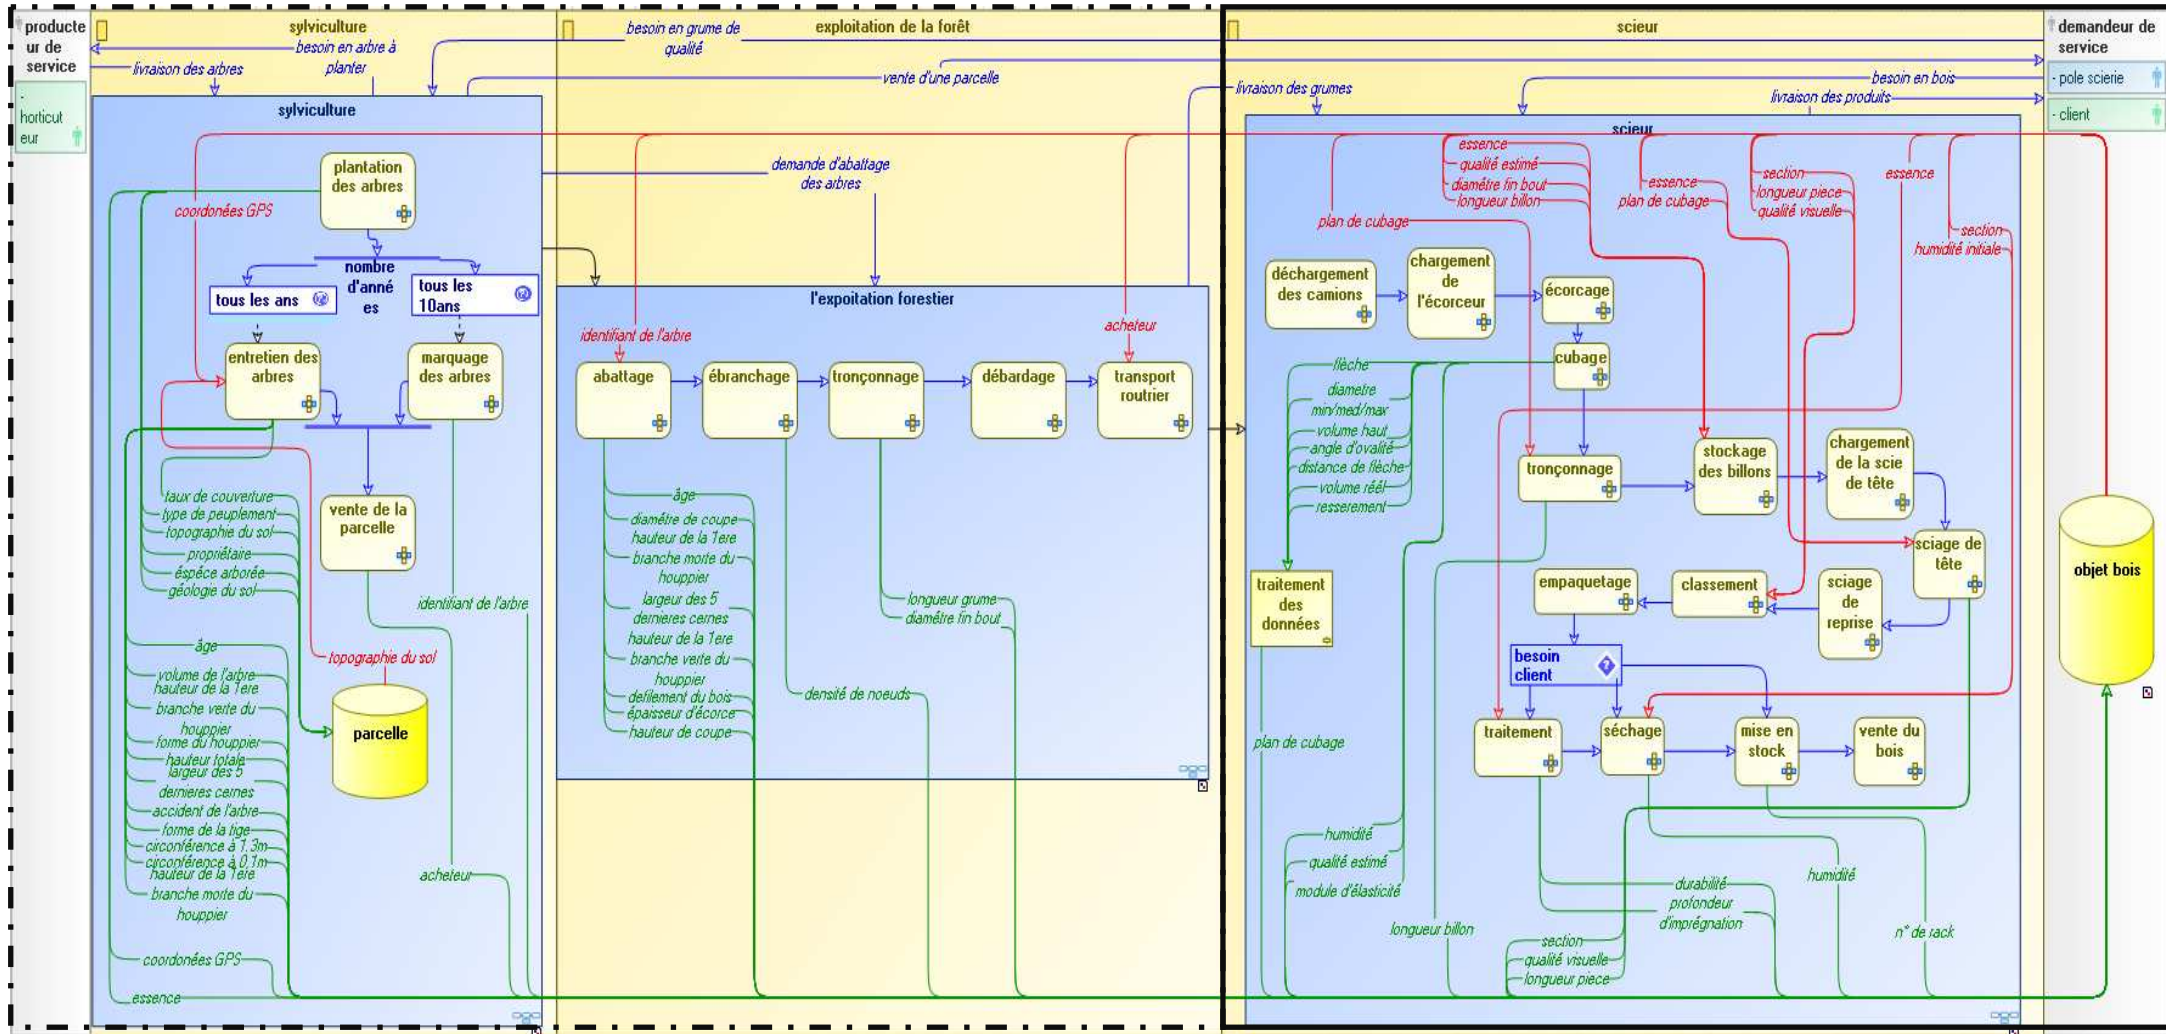 producte
ur de
service
-
horticut
eur
sylviculture
besoin en arbre à
planter
livraison des arbres
exploitation de la forêt
besoin en grume de
qualité
vente d'une parcelle
scieur
livraison des grumes
besoin en bois
livraison des produits
demandeur de
service
- pole scierie
- client
sylviculture
plantation
des arbres
coordonées GPS
nombre
d'anné
es
tous les ans
tous les
10ans
entretien des
arbres
marquage
des arbres
vente de la
parcelle
taux de couverture
type de peuplement
topographie du sol
propriétaire
éspéce arborée
géologie du sol
identifiant de l'arbre
âge
topographie du sol
volume de l'arbre
hauteur de la 1ere
branche verte du
houppier
forme du houppier
hauteur totale
largeur des 5
dernieres cernes
accident de l'arbre
forme de la tige
circonférence à 1.3m
circonférence à 0.1m
hauteur de la 1ere
branche morte du
houppier
parcelle
acheteur
coordonées GPS
essence
demande d'abattage
des arbres
l'expoitation forestier
identifiant de l'arbre
acheteur
abattage
ébranchage
tronçonnage
débardage
transport
routrier
âge
diamétre de coupe
hauteur de la 1ere
branche morte du
houppier
largeur des 5
dernieres cernes
hauteur de la 1ere
branche verte du
houppier
defilement du bois
épaisseur d'écorce
hauteur de coupe
longueur grume
diamétre fin bout
densité de noeuds
scieur
essence
qualité estimé
diamétre fin bout
longueur billon
plan de cubage
essence
plan de cubage
section
longueur piece
qualité visuelle
essence
section
humidité initiale
déchargement
des camions
chargement
de
l'écorceur
écorcage
cubage
flèche
diametre
min/med/max
volume haut
angle d'ovalité
distance de flèche
volume réél
resserement
tronçonnage
stockage
des billons
chargement
de la scie
de tête
sciage de
tête
traitement
des
données
empaquetage
classement
sciage
de
reprise
besoin
client
traitement
séchage
mise en
stock
vente du
bois
plan de cubage
humidité
qualité estimé
module d'élasticité
longueur billon
durabilité
profondeur
d'imprégnation
humidité
n° de rack
section
qualité visuelle
longueur piece
objet bois